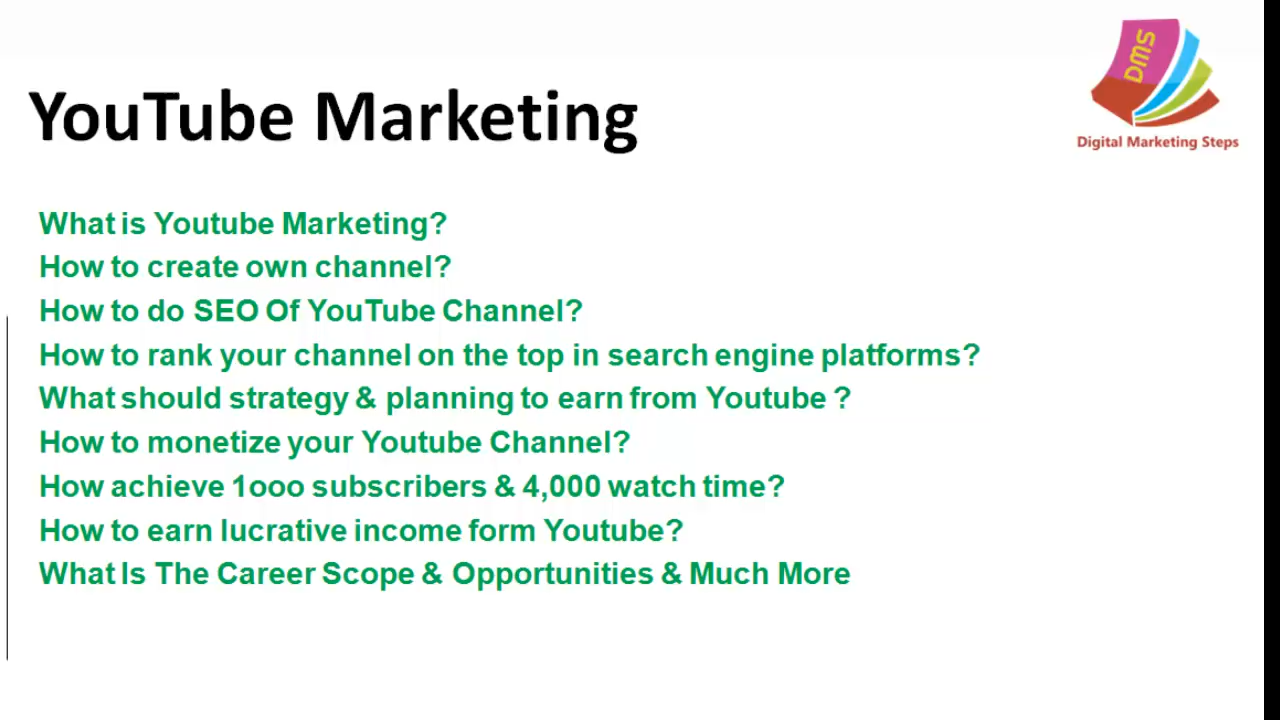 DMS
Digital Marketing Steps
YouTube Marketing
What is Youtube Marketing?
How to create own channel?
How to do SEO Of YouTube Channel?
How to rank your channel on the top in search engine platforms?
What should strategy & planning to earn from Youtube ?
How to monetize your Youtube Channel?
How achieve 1ooo subscribers & 4,000 watch time?
How to earn lucrative income form Youtube?
What Is The Career Scope & Opportunities & Much More